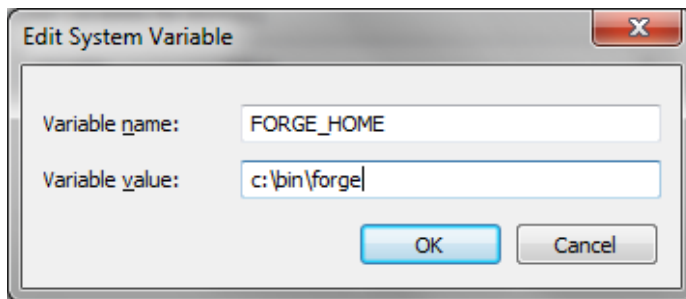 Edit System Variable
Variable name: FORGE_HOME
Variable value: c:\bin\forge
OK Cancel